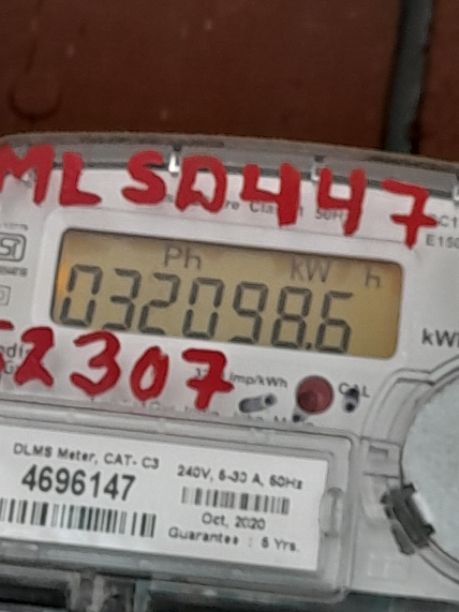 MLSD447
Ph kW h
032098.6
2307
imp/kWh
CAL
DLMS Meter, CAT- C3
4696147
240V, 5-30 A, 50Hz
Oct, 2020
Guarantee : 5 Yrs.